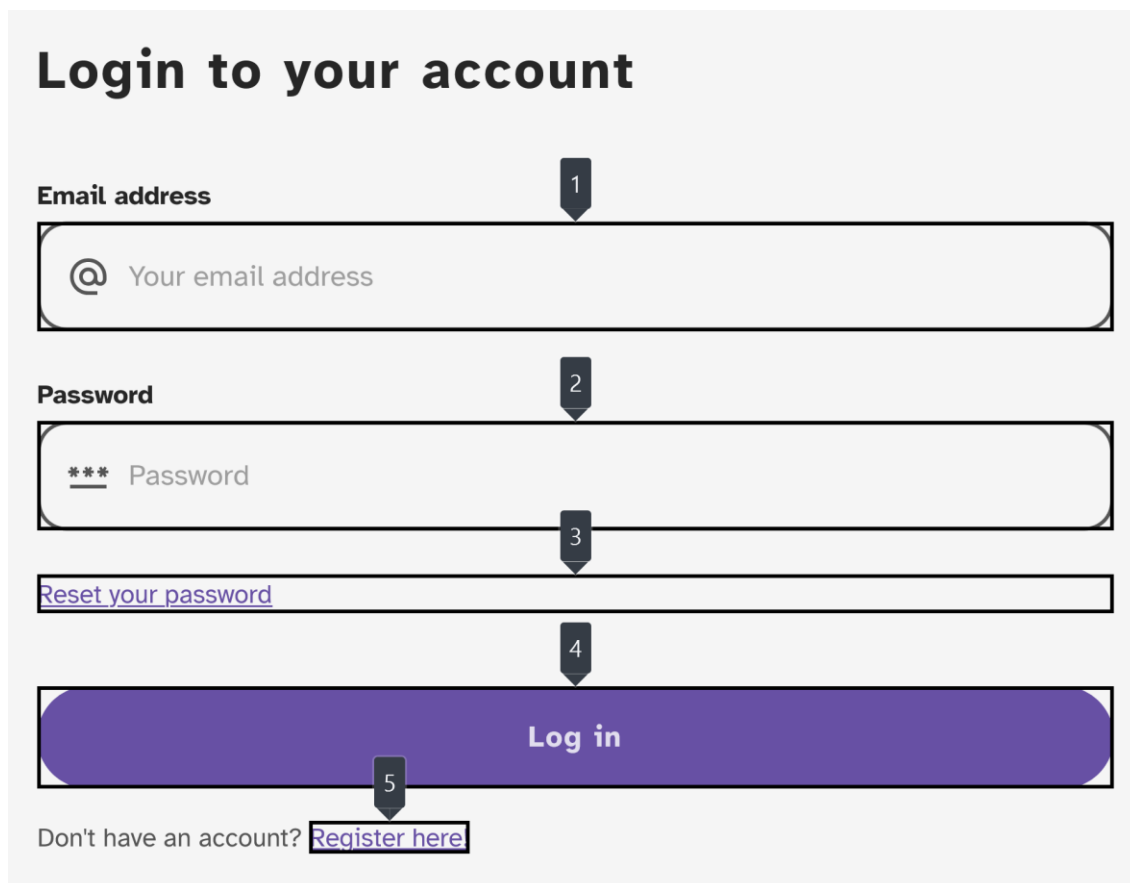 Login to your account
1
Email address
@ Your email address
2
Password
*** Password
3
Reset your password
4
Log in
5
Don't have an account? Register here!